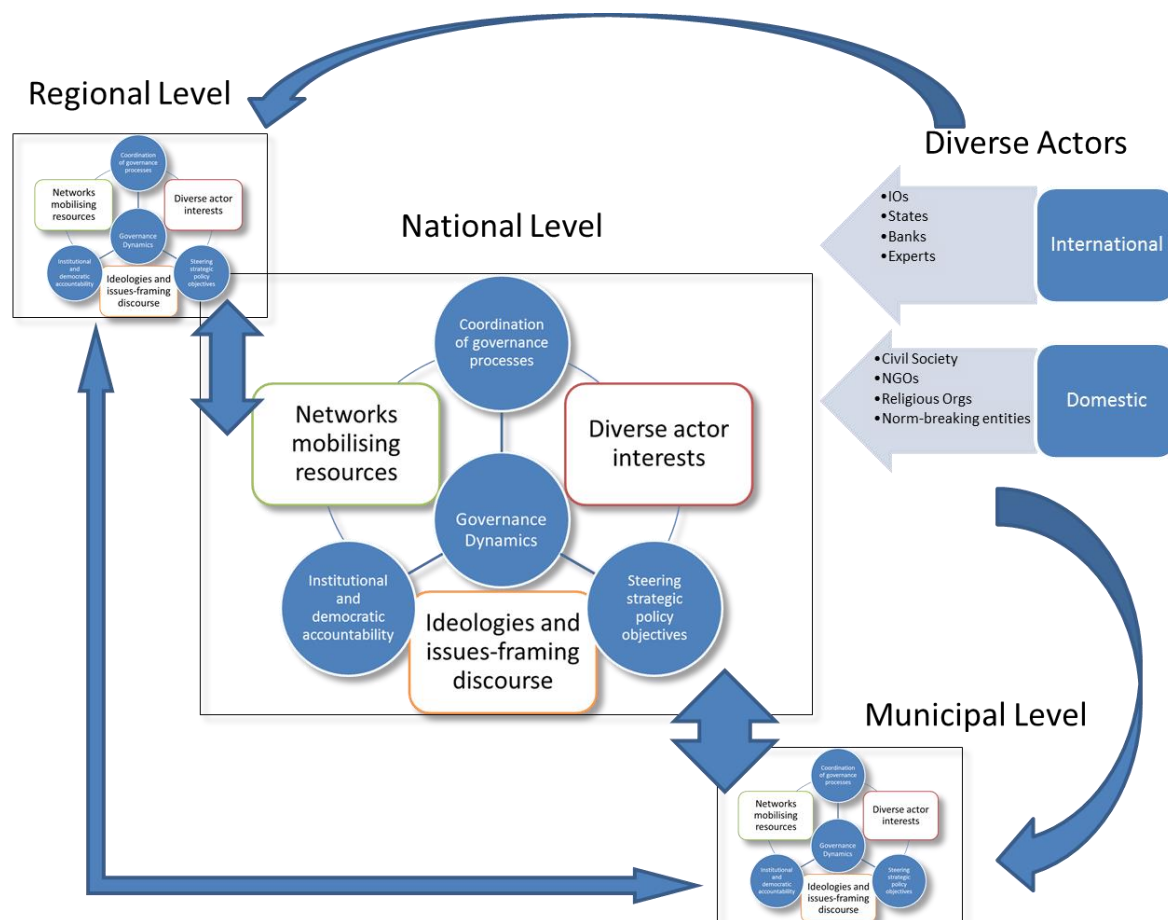 Regional Level
Coordination
of governance
processes
Networks
mobilising
resources
Diverse actor
interests
Governance
Dynamics
Institutional
and
democratic
accountability
Ideologies and
issues-framing
discourse
Steering
strategic
policy
objectives
Diverse Actors
•IOs
•States
•Banks
•Experts
International
•Civil Society
•NGOs
•Religious Orgs
•Norm-breaking entities
Domestic
National Level
Coordination
of governance
processes
Networks
mobilising
resources
Diverse actor
interests
Governance
Dynamics
Institutional
and
democratic
accountability
Ideologies and
issues-framing
discourse
Steering
strategic
policy
objectives
Municipal Level
Coordination
of governance
processes
Networks
mobilising
resources
Diverse actor
interests
Governance
Dynamics
Institutional
and
democratic
accountability
Ideologies and
issues-framing
discourse
Steering
strategic
policy
objectives